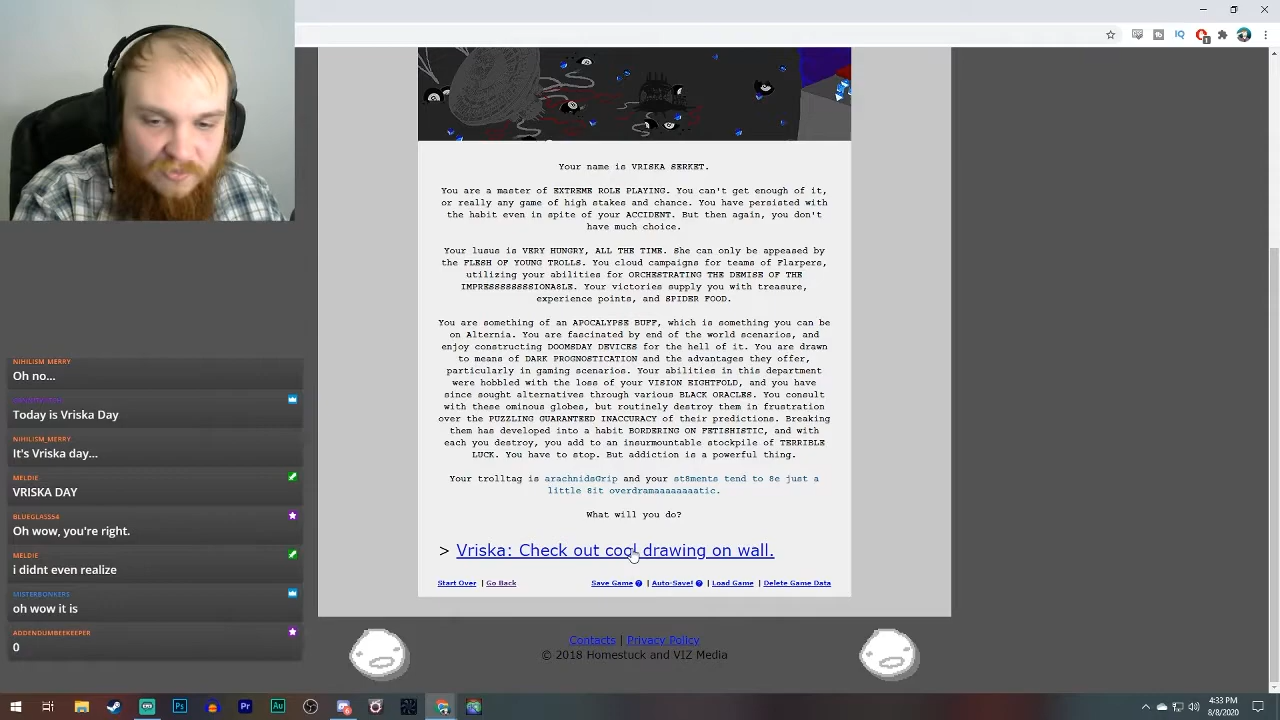 IQ
1
Your name is VRISKA SERKET.
You are a master of EXTREME ROLE PLAYING. You can't get enough of it,
or really any game of high stakes and chance. You have persisted with
the habit even in spite of your ACCIDENT. But then again, you don't
have much choice.
Your lusus is VERY HUNGRY, ALL THE TIME. She can only be appeased by
the FLESH OF YOUNG TROLLS. You cloud campaigns for teams of Flarpers,
utilizing your abilities for ORCHESTRATING THE DEMISE OF THE
IMPRESSSSSSSSIONA8LE. Your victories supply you with treasure,
experience points, and SPIDER FOOD.
You are something of an APOCALYPSE BUFF, which is something you can be
on Alternia. You are fascinated by end of the world scenarios, and
enjoy constructing DOOMSDAY DEVICES for the hell of it. You are drawn
to means of DARK PROGNOSTICATION and the advantages they offer,
particularly in gaming scenarios. Your abilities in this department
were hobbled with the loss of your VISION EIGHTFOLD, and you have
since sought alternatives through various BLACK ORACLES. You consult
with these ominous globes, but routinely destroy them in frustration
over the PUZZLING GUARANTEED INACCURACY of their predictions. Breaking
them has developed into a habit BORDERING ON FETISHISTIC, and with
each you destroy, you add to an insurmountable stockpile of TERRIBLE
LUCK. You have to stop. But addiction is a powerful thing.
Your trolltag is arachnidsGrip and your st8ments tend to 8e just a
little 8it overdramaaaaaaaatic.
What will you do?
> Vriska: Check out cool drawing on wall.
Start Over | Go Back
Save Game ? | Auto-Save! ? | Load Game | Delete Game Data
Contacts | Privacy Policy
© 2018 Homestuck and VIZ Media
NIHILISM_MERRY
Oh no...
Today is Vriska Day
NIHILISM_MERRY
It's Vriska day...
MELDIE
VRISKA DAY
BLUEGLASS64
Oh wow, you're right.
MELDIE
i didnt even realize
MISTERBONKERS
oh wow it is
ADDENDUMBEEKEEPER
0
Ps
Pr
Au
4:33 PM
8/8/2020